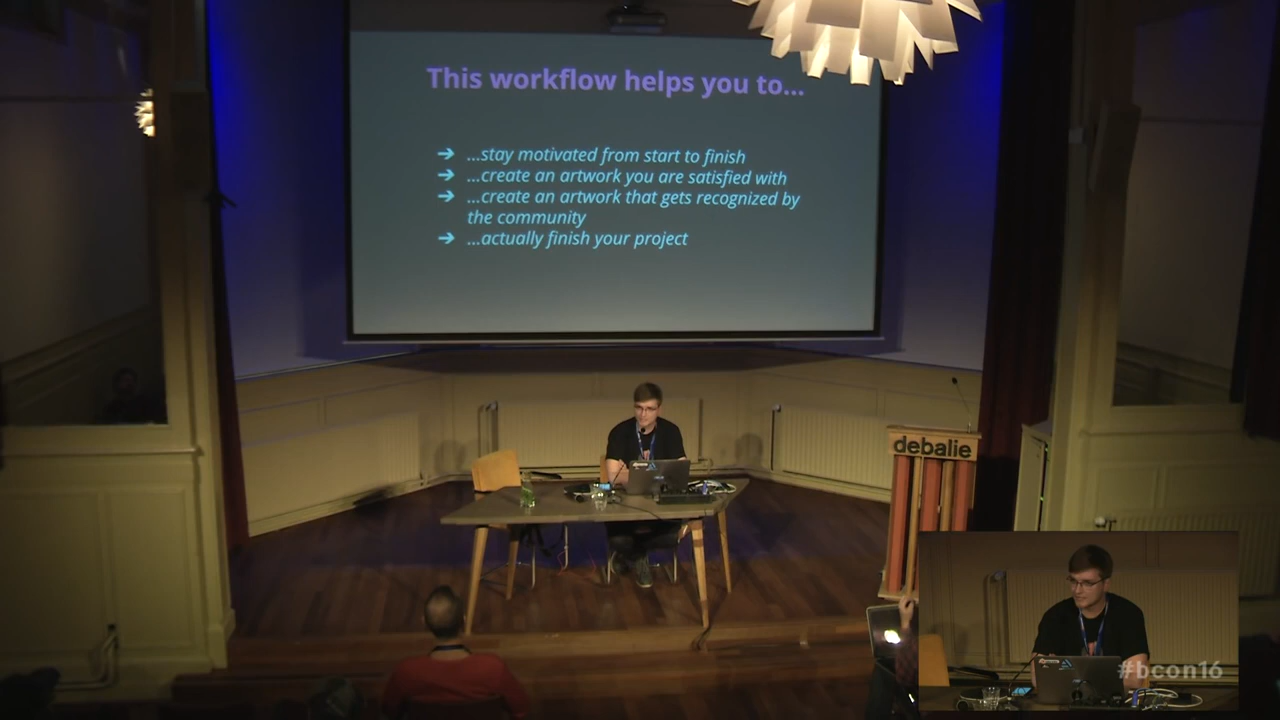 This workflow helps you to...
➔ ...stay motivated from start to finish
➔ ...create an artwork you are satisfied with
➔ ...create an artwork that gets recognized by
the community
➔ ...actually finish your project
debalie
#bcon16